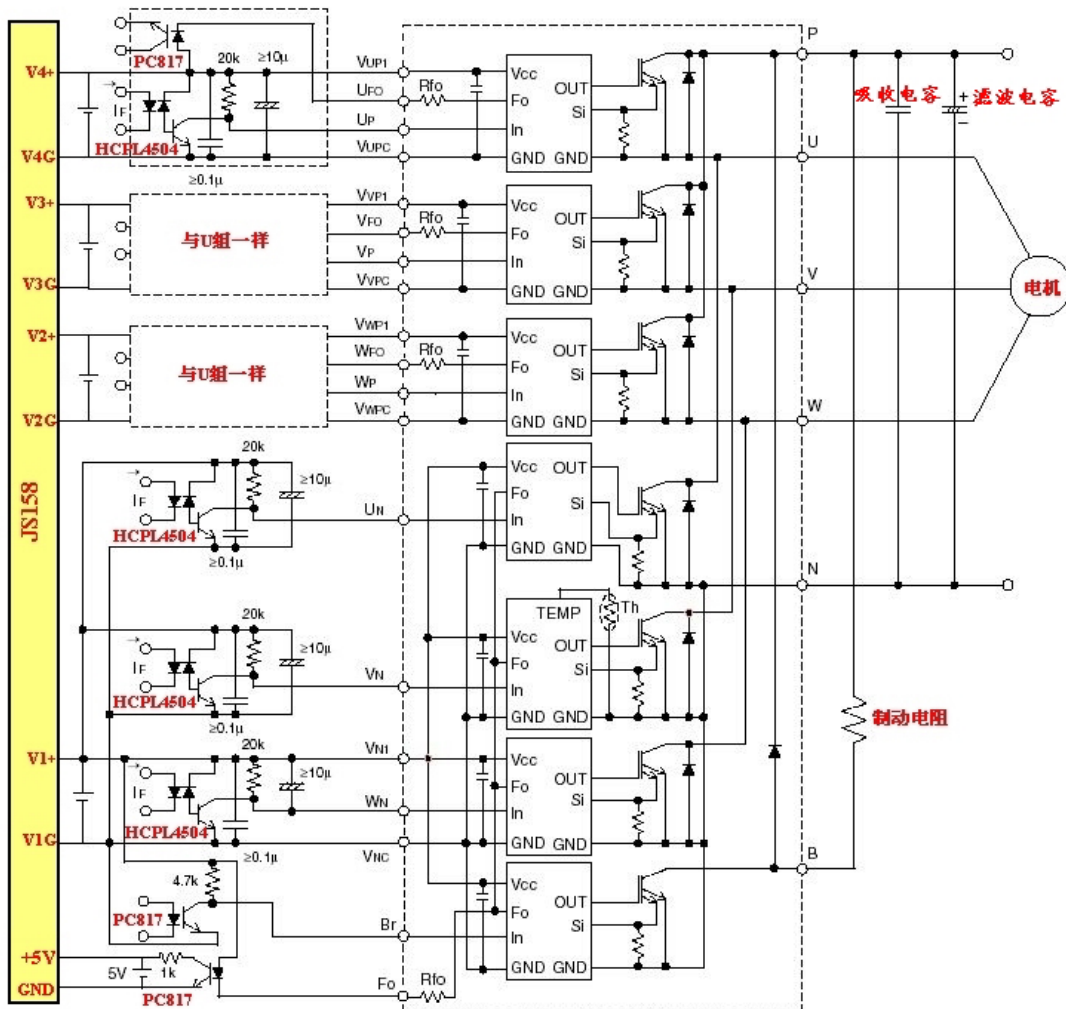 P
V4+
PC817
20k
≥10μ
VUP1
Vcc
OUT
吸收电容
+
滤波电容
−
UFO
Rfo
Fo
Si
IF
UP
In
HCPL4504
V4G
VUPC
GND GND
U
≥0.1μ
V3+
VVP1
Vcc
OUT
与U组一样
VFO
Rfo
Fo
Si
VP
In
V3G
VVPC
GND GND
V
电机
V2+
VWP1
Vcc
OUT
与U组一样
WFO
Rfo
Fo
Si
WP
In
V2G
VWPC
GND GND
W
JS158
20k
≥10μ
Vcc
OUT
IF
Fo
Si
UN
In
HCPL4504
≥0.1μ
GND GND
N
20k
TEMP
Th
≥10μ
Vcc
OUT
IF
Fo
Si
VN
In
HCPL4504
≥0.1μ
GND GND
制动电阻
20k
V1+
VN1
Vcc
OUT
≥10μ
IF
Fo
Si
WN
In
HCPL4504
V1G
VNC
GND GND
≥0.1μ
B
4.7k
Vcc
OUT
PC817
Fo
Si
Br
In
+5V
5V
1k
GND GND
GND
PC817
Fo
Rfo